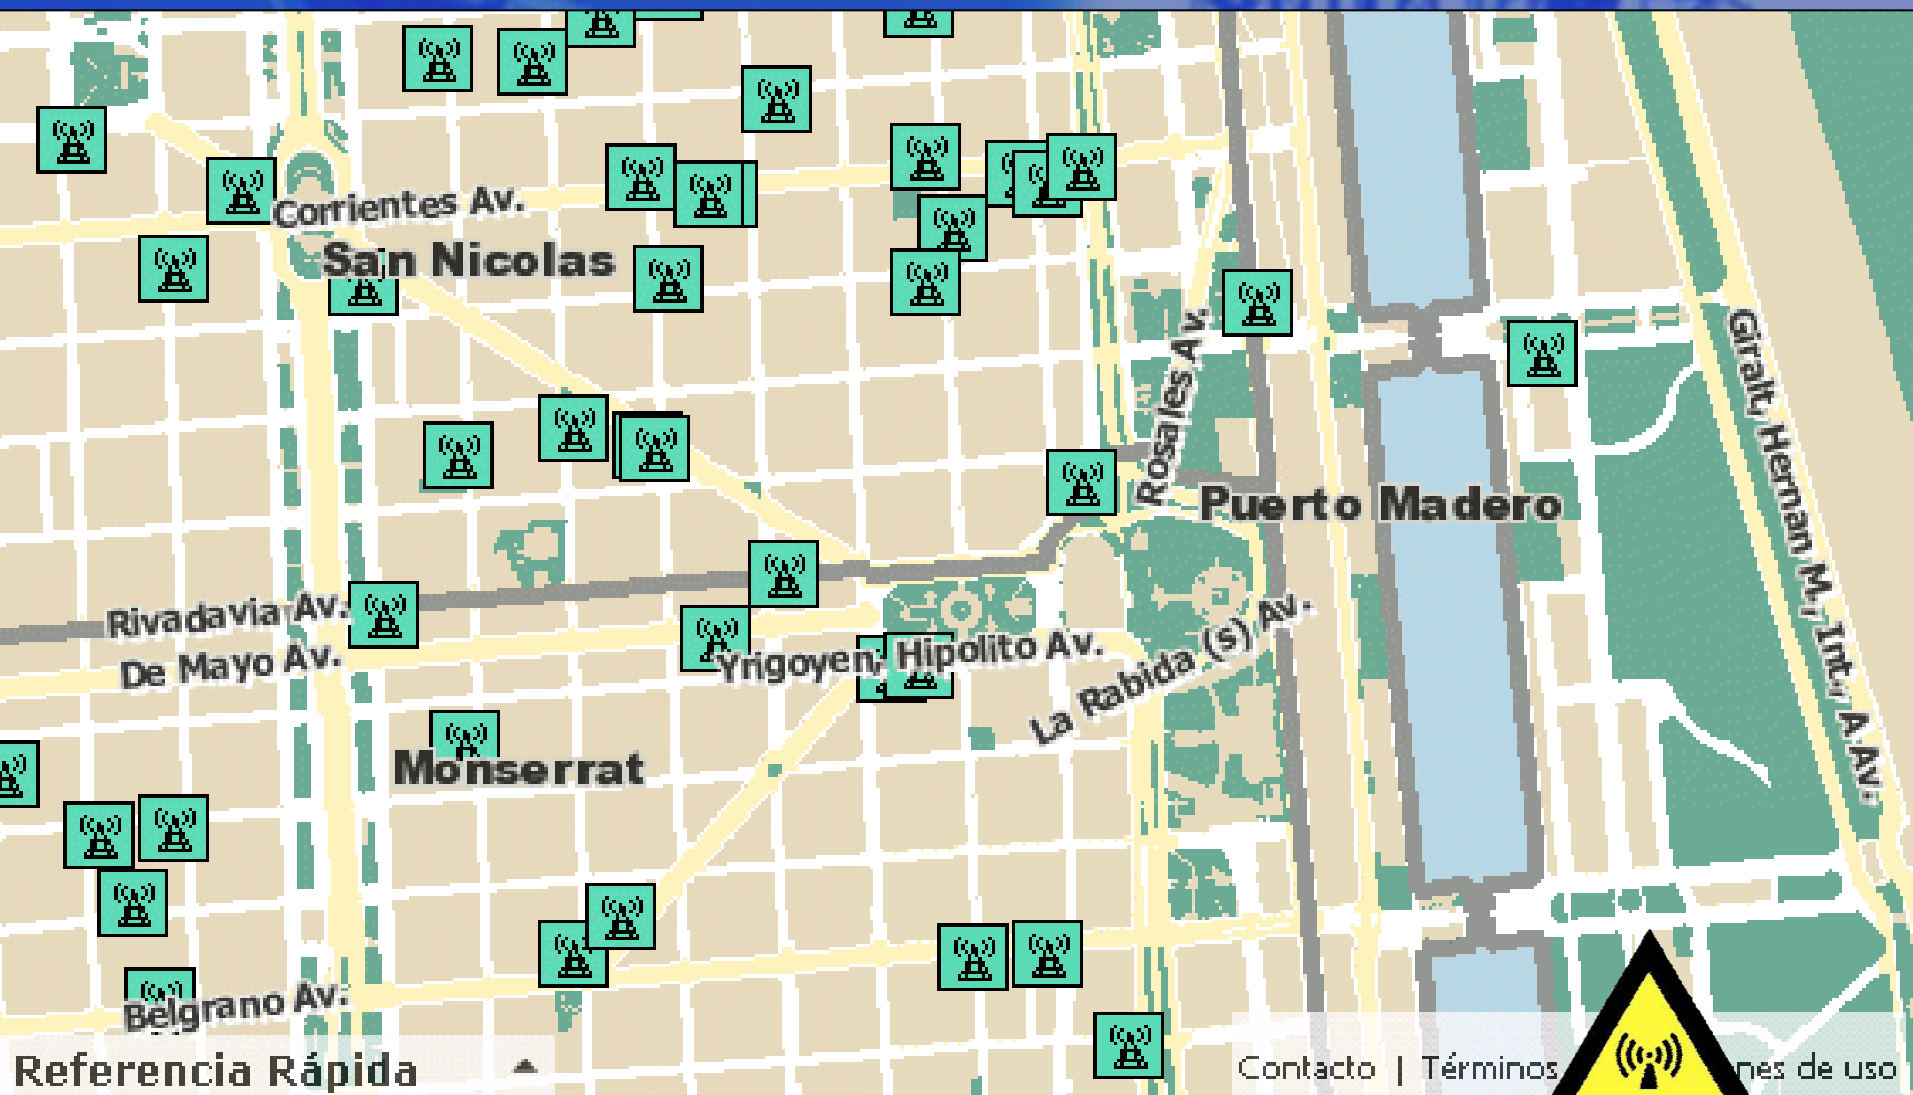 Corrientes Av.
San Nicolas
Rosales Av.
Giralt, Hernan M., Int., A Av.
Puerto Madero
Rivadavia Av.
De Mayo Av.
Yrigoyen, Hipolito Av.
La Rabida (s) Av.
Monserrat
Belgrano Av.
Referencia Rápida
Contacto | Términos nes de uso